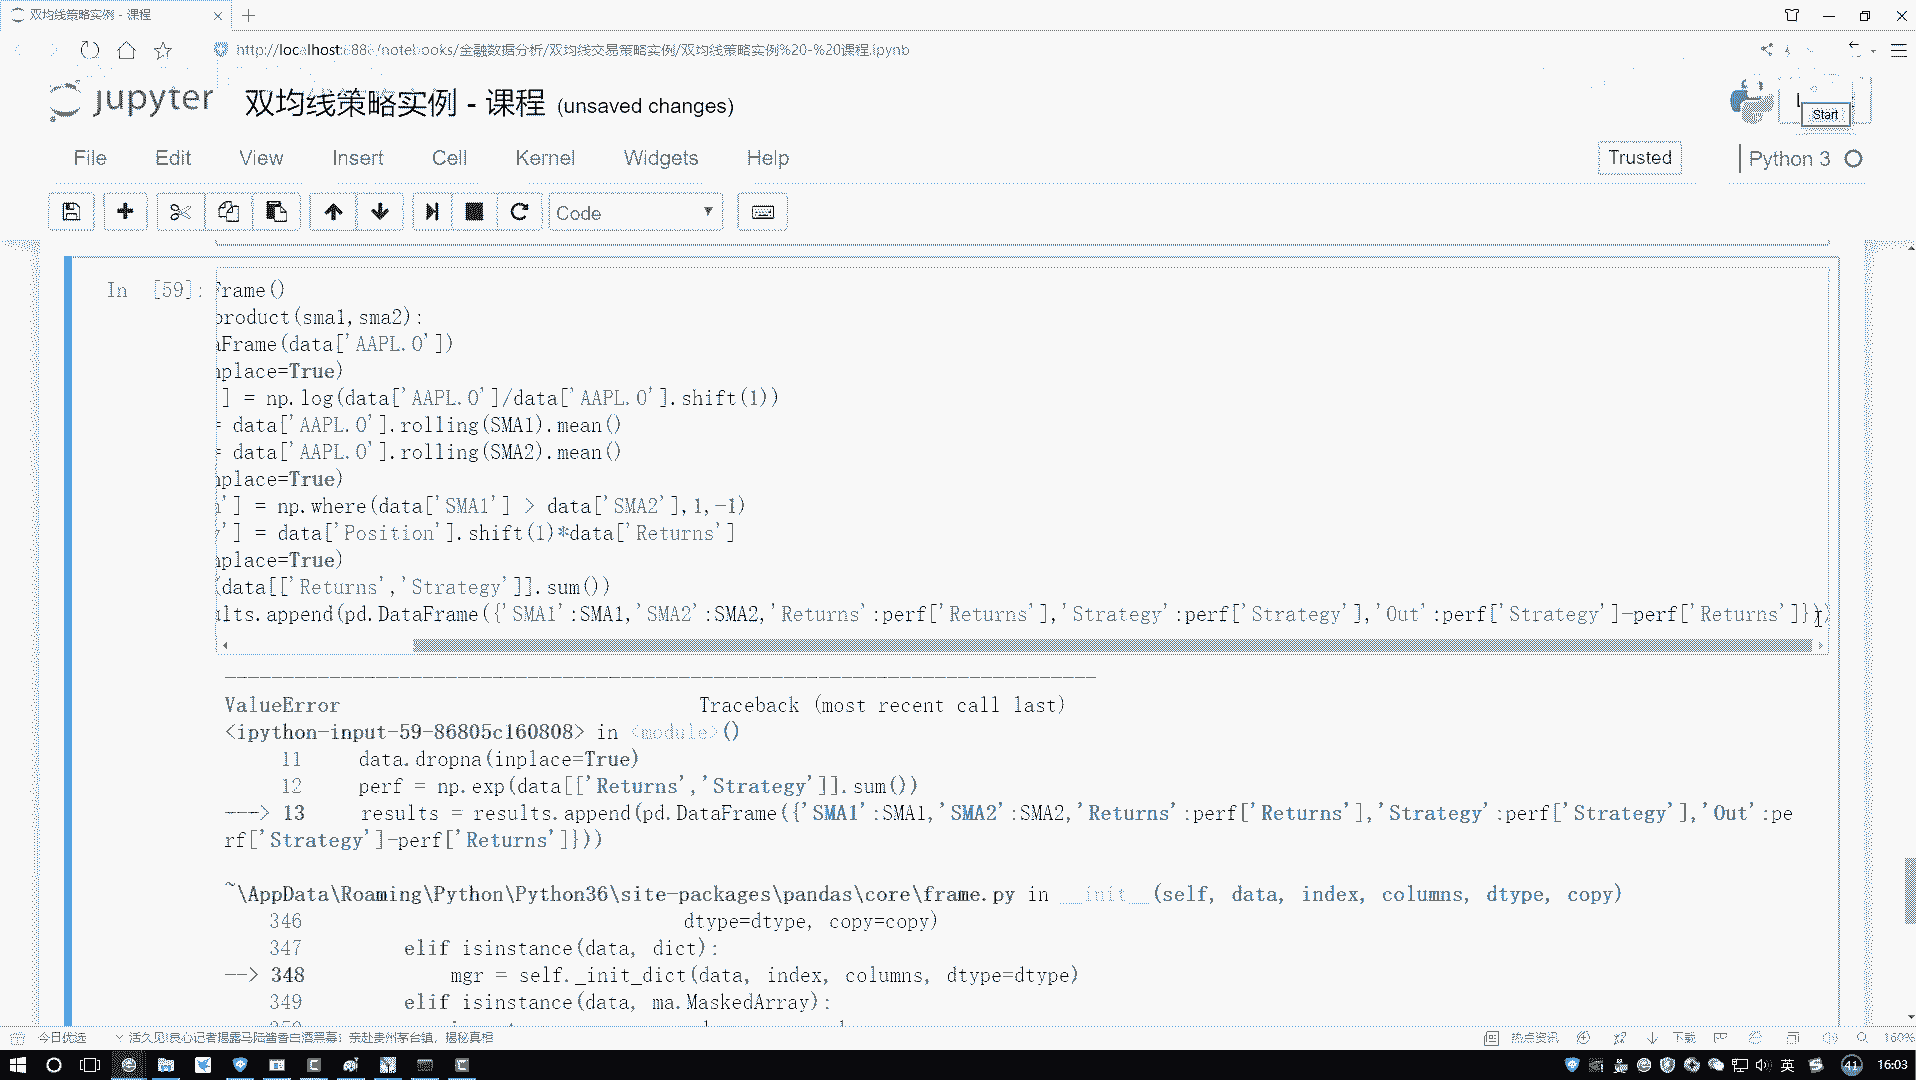 双均线策略实例 - 课程
http://localhost:888/notebooks/金融数据分析/双均线交易策略实例/双均线策略实例%20-%20课程.ipynb
jupyter 双均线策略实例 - 课程 (unsaved changes)
Start
File Edit View Insert Cell Kernel Widgets Help
Trusted
Python 3
Code
In [59]:
Frame()
product(sma1,sma2):
aFrame(data['AAPL.O'])
nplace=True)
'] = np.log(data['AAPL.O']/data['AAPL.O'].shift(1))
= data['AAPL.O'].rolling(SMA1).mean()
= data['AAPL.O'].rolling(SMA2).mean()
nplace=True)
n'] = np.where(data['SMA1'] > data['SMA2'],1,-1)
y'] = data['Position'].shift(1)*data['Returns']
nplace=True)
(data[['Returns','Strategy']].sum())
ults.append(pd.DataFrame({'SMA1':SMA1,'SMA2':SMA2,'Returns':perf['Returns'],'Strategy':perf['Strategy'],'Out':perf['Strategy']-perf['Returns']}))
---------------------------------------------------------------------------
ValueError Traceback (most recent call last)
<ipython-input-59-86805c160808> in <module>()
11 data.dropna(inplace=True)
12 perf = np.exp(data[['Returns','Strategy']].sum())
---> 13 results = results.append(pd.DataFrame({'SMA1':SMA1,'SMA2':SMA2,'Returns':perf['Returns'],'Strategy':perf['Strategy'],'Out':pe
rf['Strategy']-perf['Returns']}))
~\AppData\Roaming\Python\Python36\site-packages\pandas\core\frame.py in __init__(self, data, index, columns, dtype, copy)
346 dtype=dtype, copy=copy)
347 elif isinstance(data, dict):
--> 348 mgr = self._init_dict(data, index, columns, dtype=dtype)
349 elif isinstance(data, ma.MaskedArray):
今日优选
活久见!良心记者揭露马陆酱香白酒黑幕! 亲赴贵州茅台镇,揭秘真相
热点资讯
下载
160%
英
41
16:03